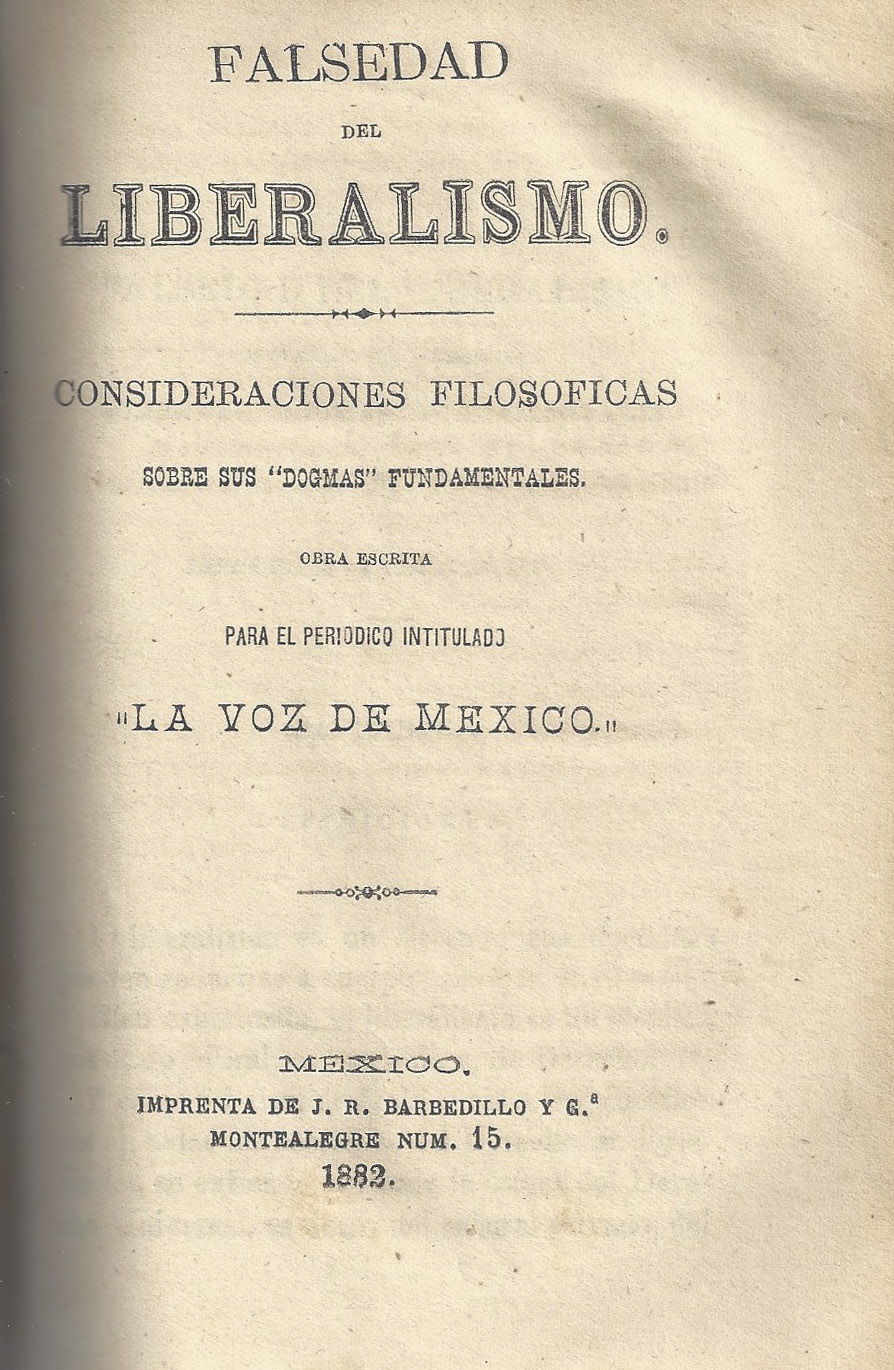 FALSEDAD
DEL
LIBERALISMO.
CONSIDERACIONES FILOSOFICAS
SOBRE SUS "DOGMAS" FUNDAMENTALES.
OBRA ESCRITA
PARA EL PERIODICO INTITULADO
"LA VOZ DE MEXICO."
MEXICO.
IMPRENTA DE J. R. BARBEDILLO Y G.ª
MONTEALEGRE NUM. 15.
1882.